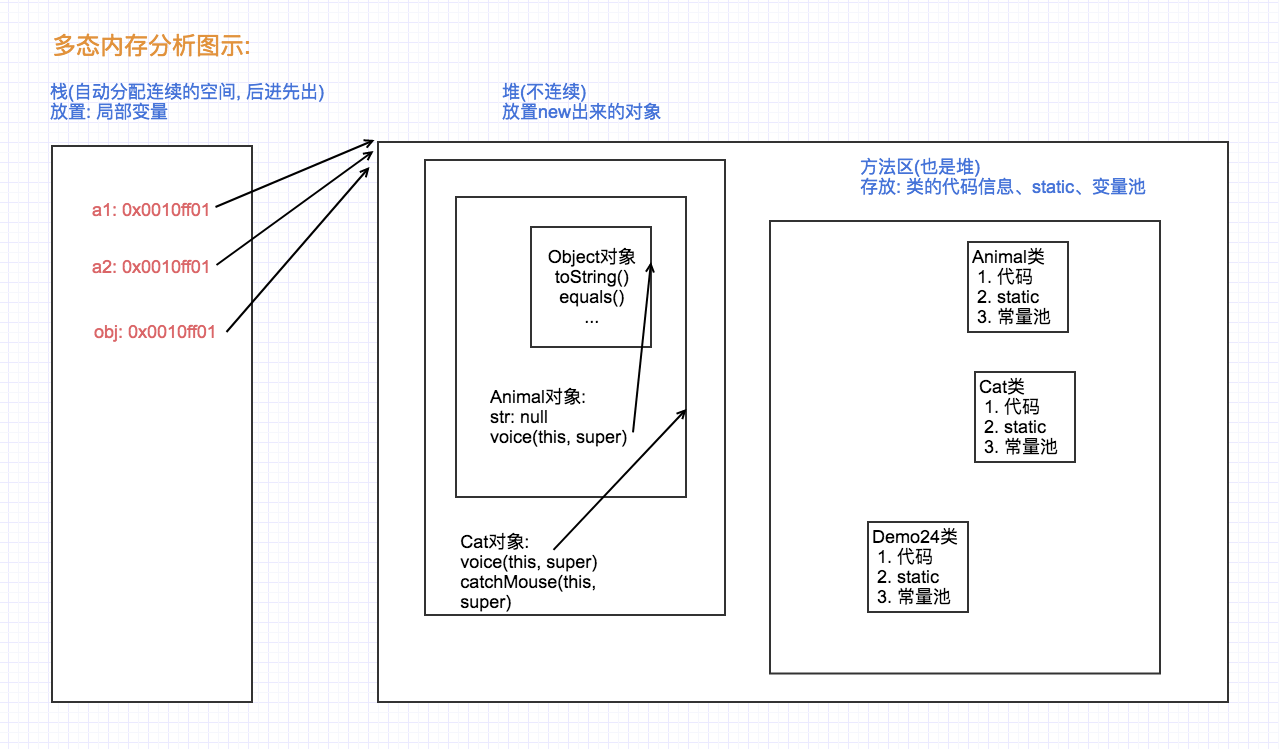 多态内存分析图示:
栈(自动分配连续的空间, 后进先出)
放置: 局部变量
堆(不连续)
放置new出来的对象
方法区(也是堆)
存放: 类的代码信息、static、变量池
a1: 0x0010ff01
a2: 0x0010ff01
obj: 0x0010ff01
Object对象
toString()
equals()
...
Animal对象:
str: null
voice(this, super)
Cat对象:
voice(this, super)
catchMouse(this,
super)
Animal类
1. 代码
2. static
3. 常量池
Cat类
1. 代码
2. static
3. 常量池
Demo24类
1. 代码
2. static
3. 常量池